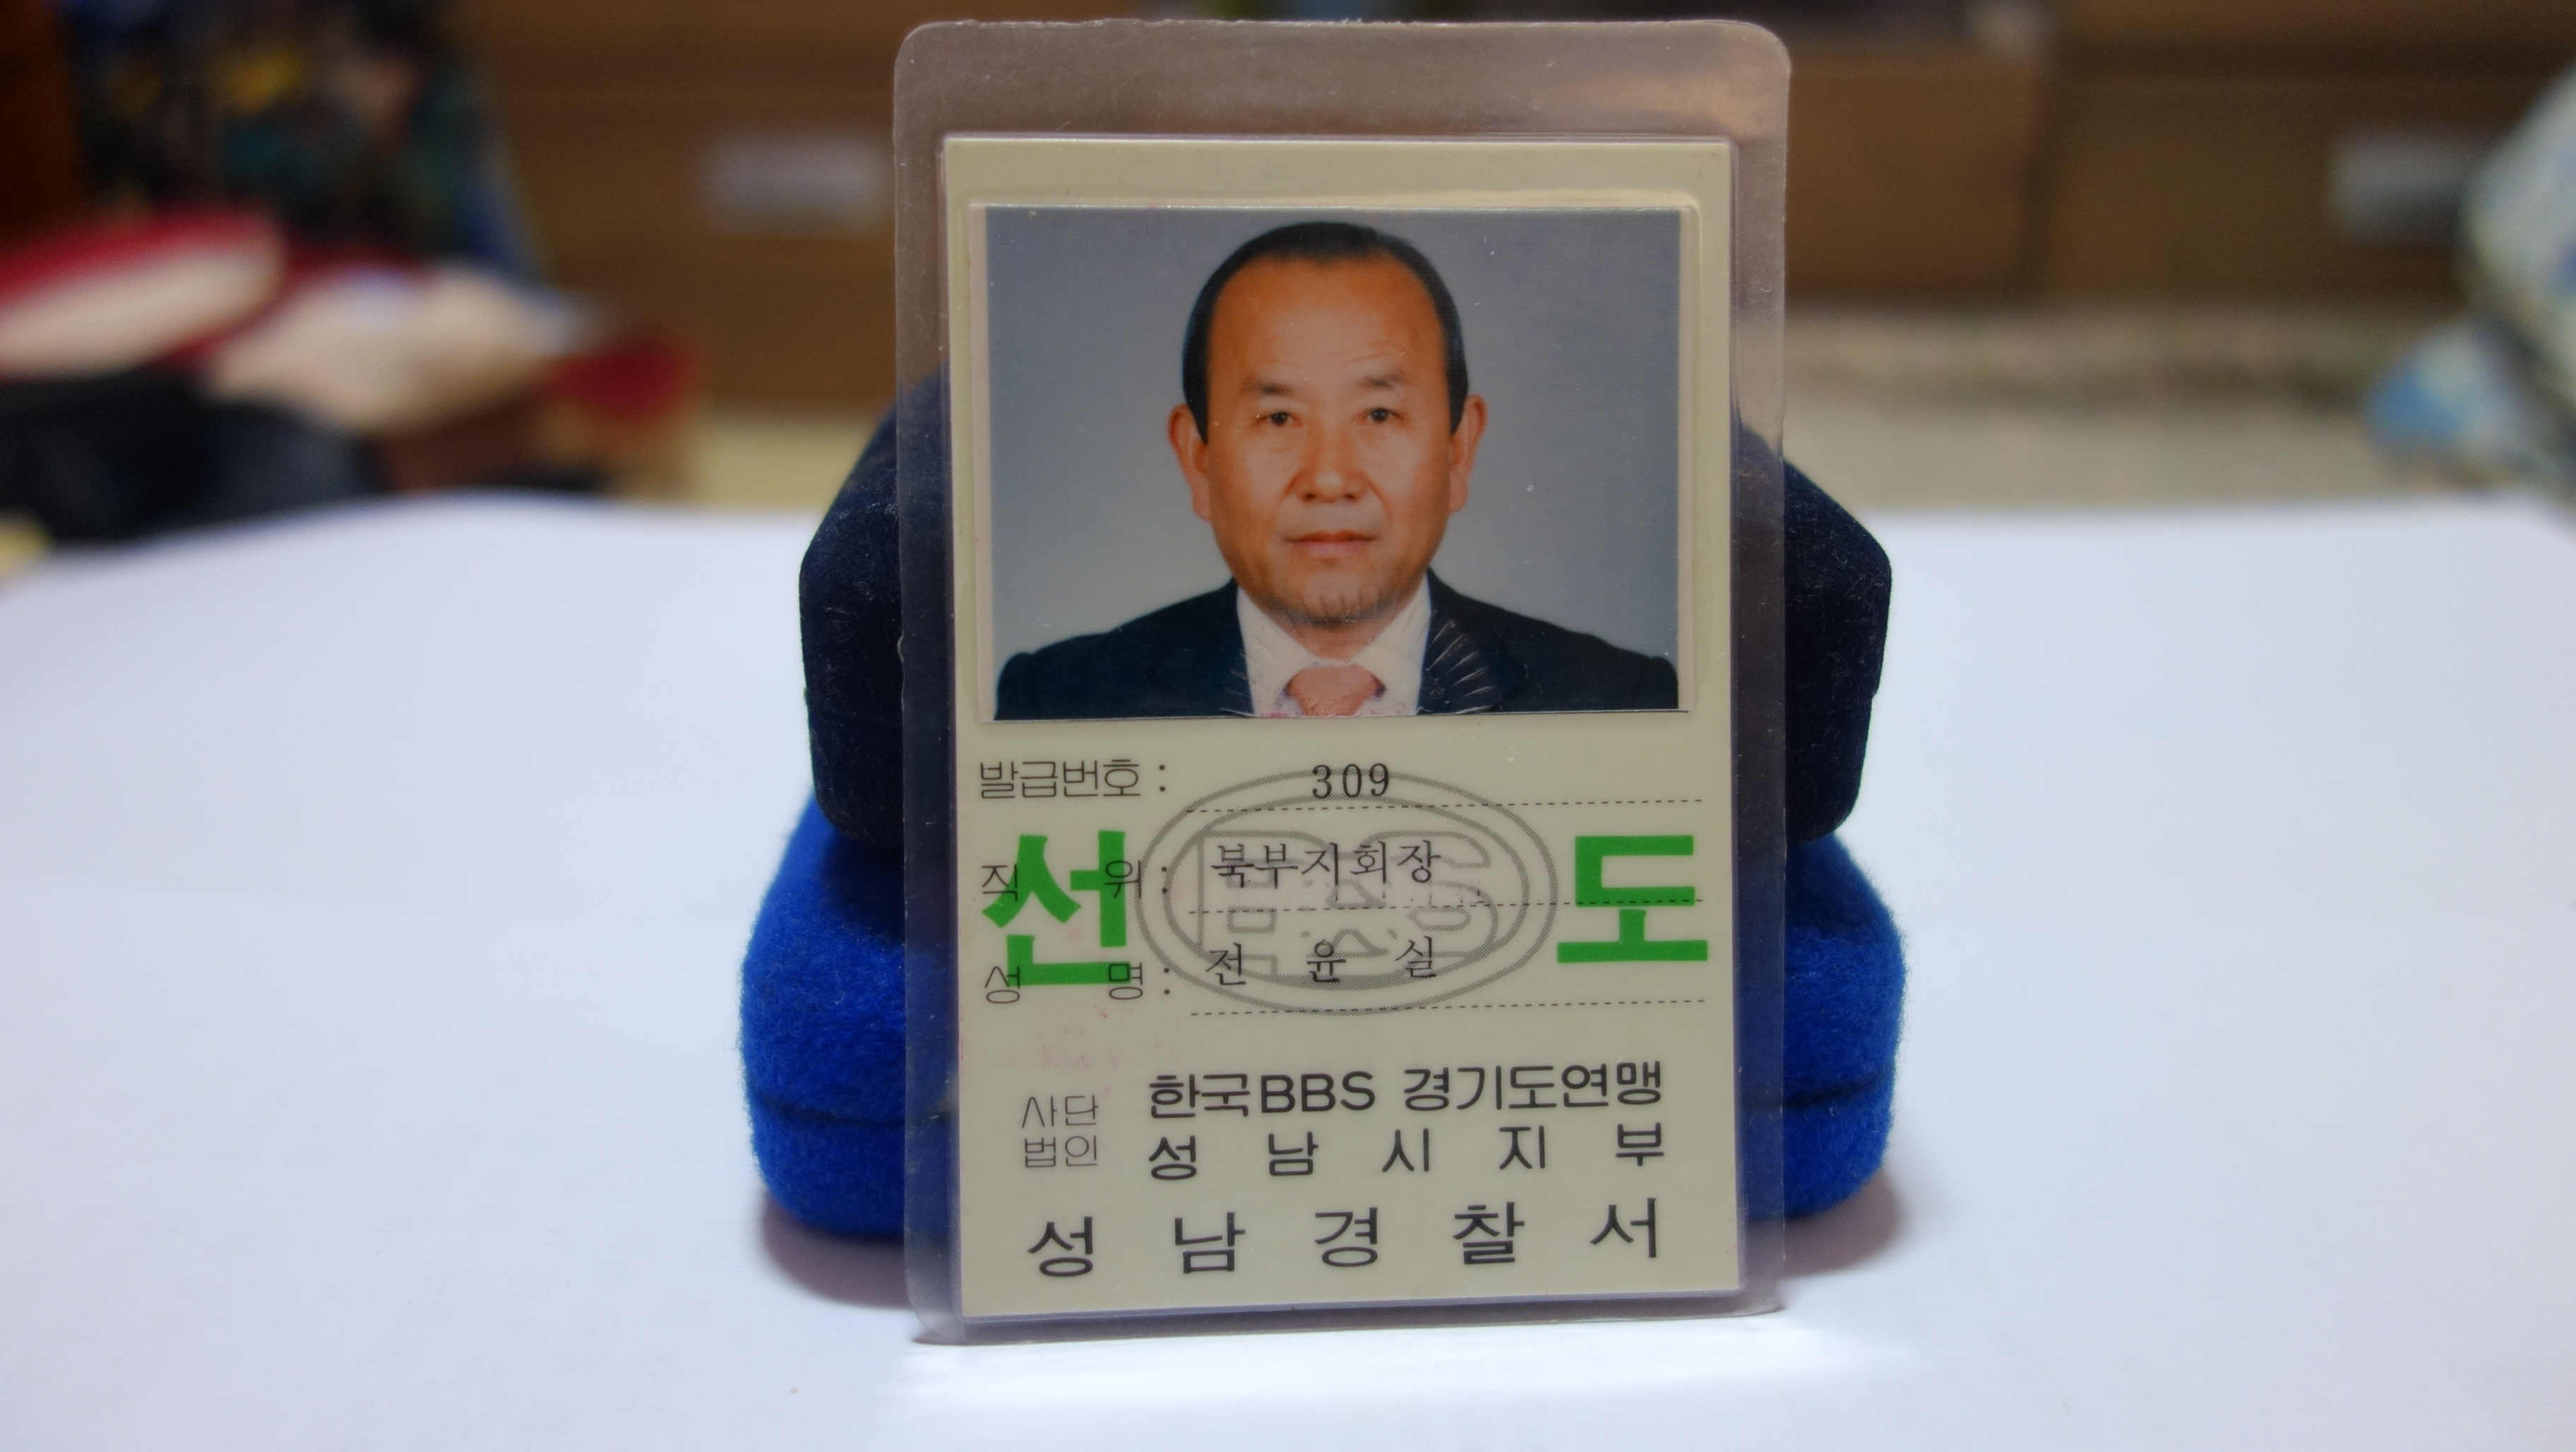 발급번호 : 309
선 도
직 위 : 북부지회장
성 명 : 전 윤 실
사단법인 한국BBS 경기도연맹
성 남 시 지 부
성 남 경 찰 서